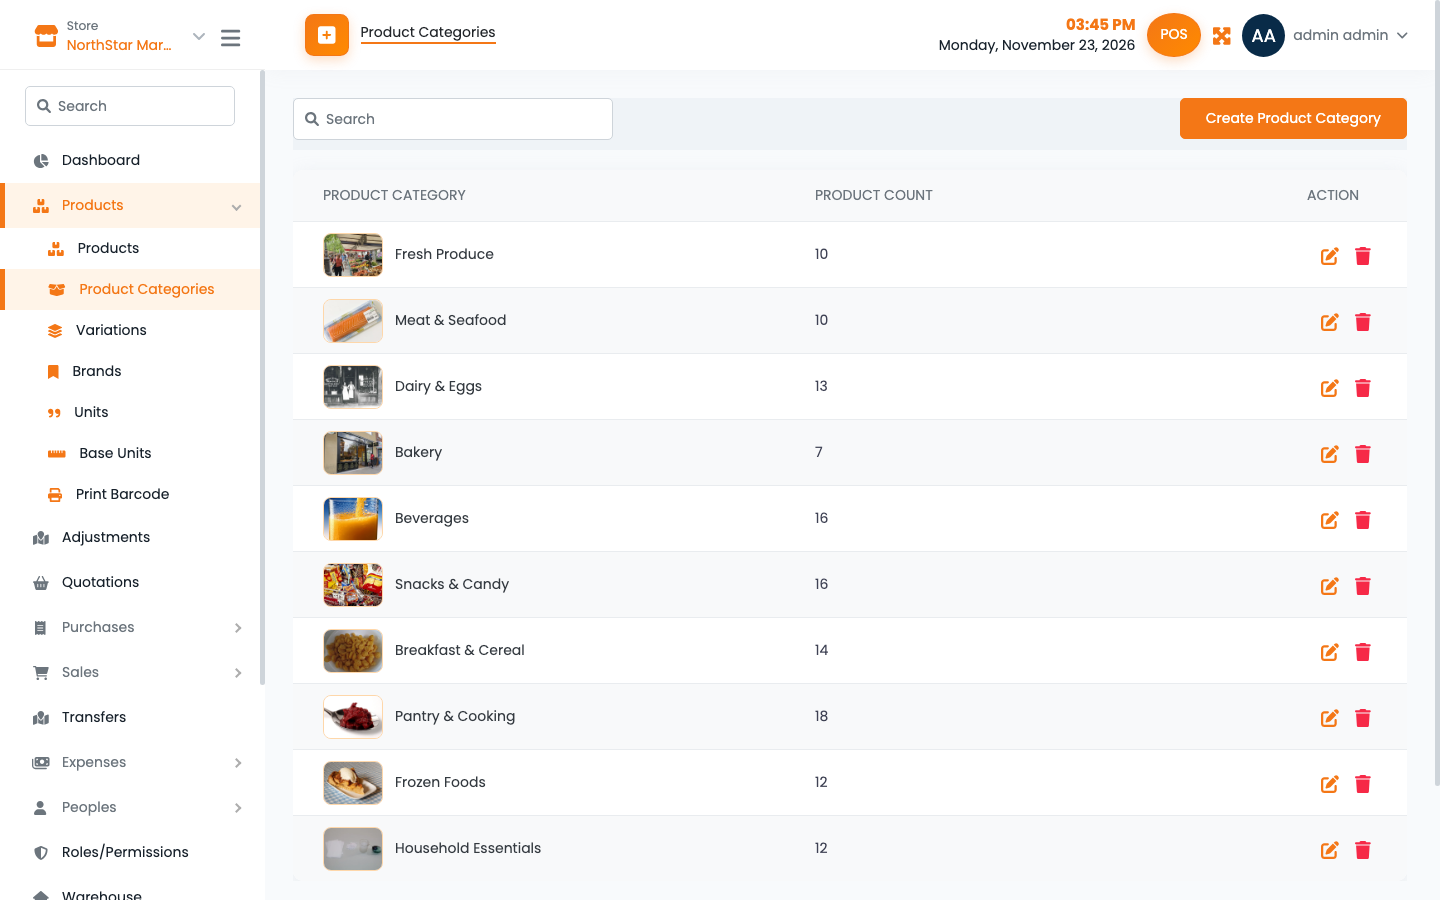 Store
NorthStar Mar...
Product Categories
03:45 PM
Monday, November 23, 2026
POS
AA
admin admin
Search
Dashboard
Products
Products
Product Categories
Variations
Brands
Units
Base Units
Print Barcode
Adjustments
Quotations
Purchases
Sales
Transfers
Expenses
Peoples
Roles/Permissions
Warehouse
Search
Create Product Category
PRODUCT CATEGORY PRODUCT COUNT ACTION
Fresh Produce 10
Meat & Seafood 10
Dairy & Eggs 13
Bakery 7
Beverages 16
Snacks & Candy 16
Breakfast & Cereal 14
Pantry & Cooking 18
Frozen Foods 12
Household Essentials 12